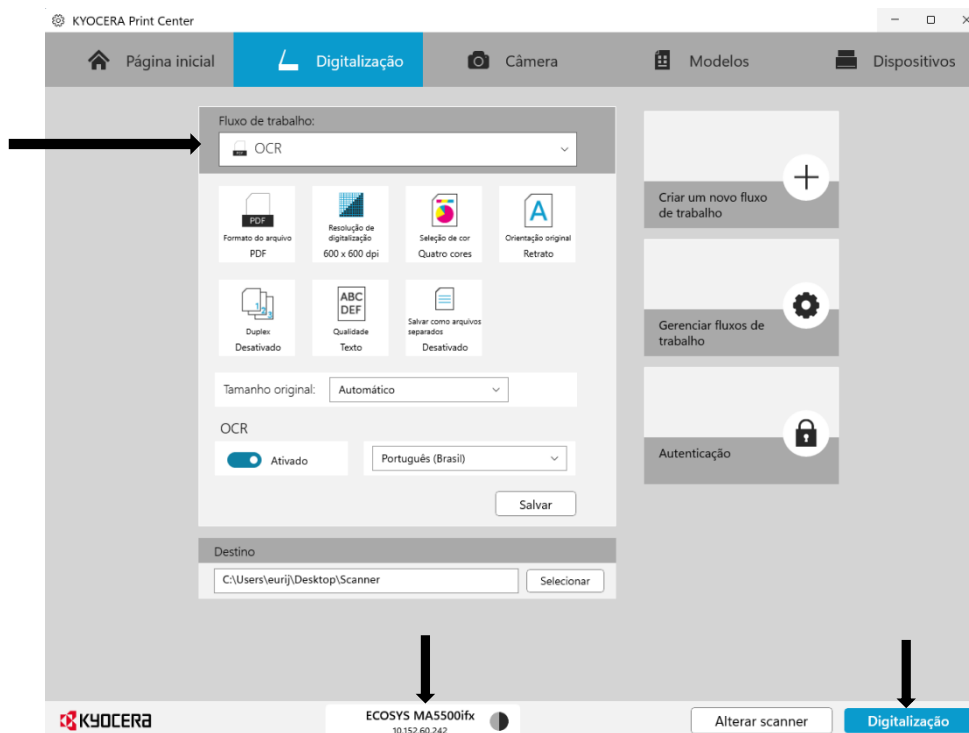 KYOCERA Print Center
Página inicial
Digitalização
Câmera
Modelos
Dispositivos
Fluxo de trabalho:
PDF OCR
PDF
Formato do arquivo
PDF
Resolução de
digitalização
600 x 600 dpi
Seleção de cor
Quatro cores
A
Orientação original
Retrato
1 2 3
Duplex
Desativado
ABC
DEF
Qualidade
Texto
Salvar como arquivos
separados
Desativado
Tamanho original: Automático
OCR
Ativado
Português (Brasil)
Salvar
Destino
C:\Users\eurij\Desktop\Scanner
Selecionar
Criar um novo fluxo
de trabalho
Gerenciar fluxos de
trabalho
Autenticação
KYOCERA
ECOSYS MA5500ifx
10.152.60.242
Alterar scanner
Digitalização